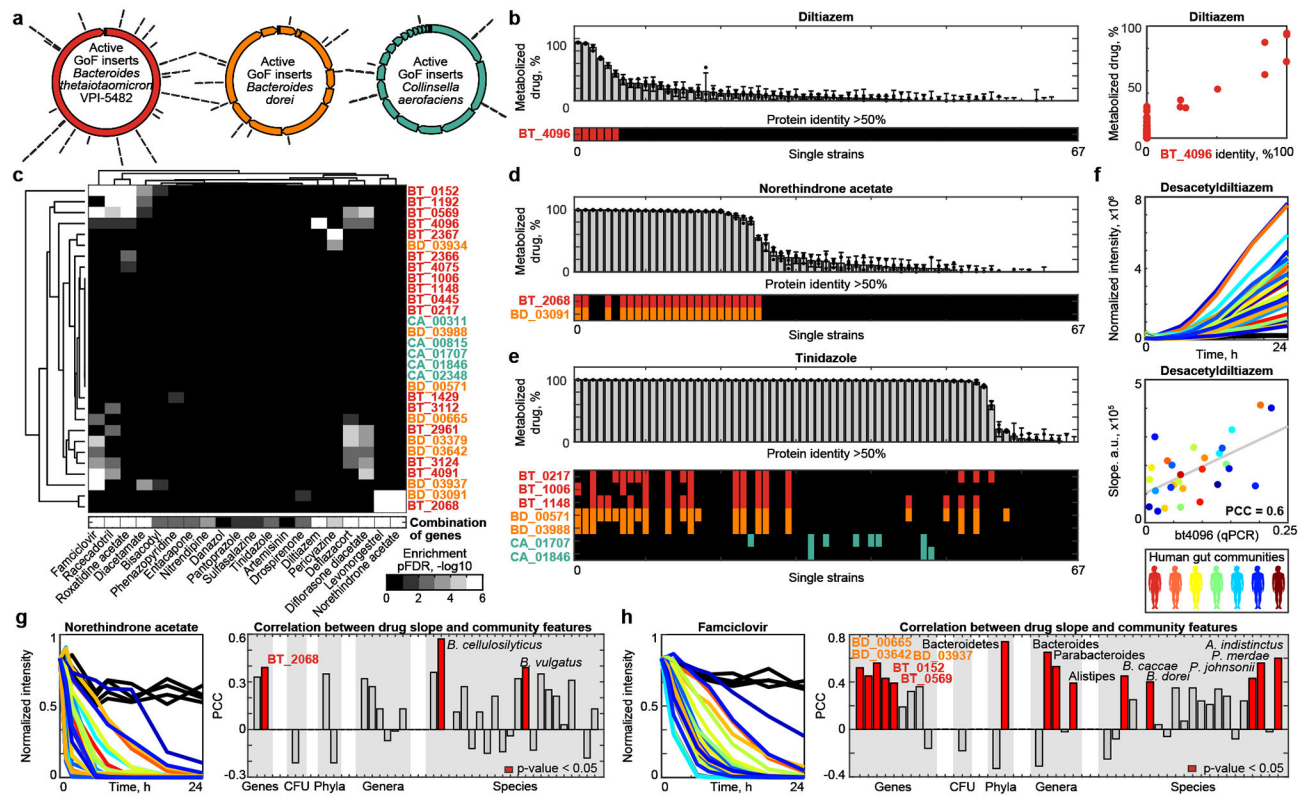 a
Active
GoF inserts
Bacteroides
thetaiotaomicron
VPI-5482
Active
GoF inserts
Bacteroides
dorei
Active
GoF inserts
Collinsella
aerofaciens
b
Diltiazem
Metabolized
drug, %
100
0
Protein identity >50%
BT_4096
0
Single strains
67
Diltiazem
Metabolized drug, %
100
50
0
0
BT_4096 identity, %100
c
BT_0152
BT_1192
BT_0569
BT_4096
BT_2367
BD_03934
BT_2366
BT_4075
BT_1006
BT_1148
BT_0445
BT_0217
CA_00311
BD_03988
CA_00815
CA_01707
CA_01846
CA_02348
BD_00571
BT_1429
BT_3112
BD_00665
BT_2961
BD_03379
BD_03642
BT_3124
BT_4091
BD_03937
BD_03091
BT_2068
Combination
of genes
Famciclovir
Racecadotril
Roxatidine acetate
Diacetamate
Bisacodyl
Phenazopyridine
Entacapone
Nitrendipine
Danazol
Pantoprazole
Sulfasalazine
Tinidazole
Artemisinin
Drospirenone
Diltiazem
Pericyazine
Deflazacort
Diflorasone diacetate
Levonorgestrel
Norethindrone acetate
Enrichment
pFDR, -log10
0 2 4 6
d
Norethindrone acetate
Metabolized
drug, %
100
0
Protein identity >50%
BT_2068
BD_03091
0
Single strains
67
e
Tinidazole
Metabolized
drug, %
100
0
Protein identity >50%
BT_0217
BT_1006
BT_1148
BD_00571
BD_03988
CA_01707
CA_01846
0
Single strains
67
f
Desacetyldiltiazem
Normalized intensity, x10⁶
8
4
0
0
Time, h
24
Desacetyldiltiazem
Slope. a.u., x10⁵
5
0
PCC = 0.6
0
bt4096 (qPCR)
0.25
Human gut communities
g
Norethindrone acetate
Normalized intensity
1
0.5
0
0
Time, h
24
Correlation between drug slope and community features
PCC
0.6
0.3
0
-0.3
BT_2068
B. cellulosilyticus
B. vulgatus
p-value < 0.05
Genes
CFU
Phyla
Genera
Species
h
Famciclovir
Normalized intensity
1
0.5
0
0
Time, h
24
Correlation between drug slope and community features
PCC
0.8
0.4
0
-0.4
BD_00665
BD_03642
BD_03937
BT_0152
BT_0569
Bacteroidetes
Bacteroides
Parabacteroides
Alistipes
B. caccae
B. dorei
A. indistinctus
P. merdae
P. johnsonii
p-value < 0.05
Genes
CFU
Phyla
Genera
Species